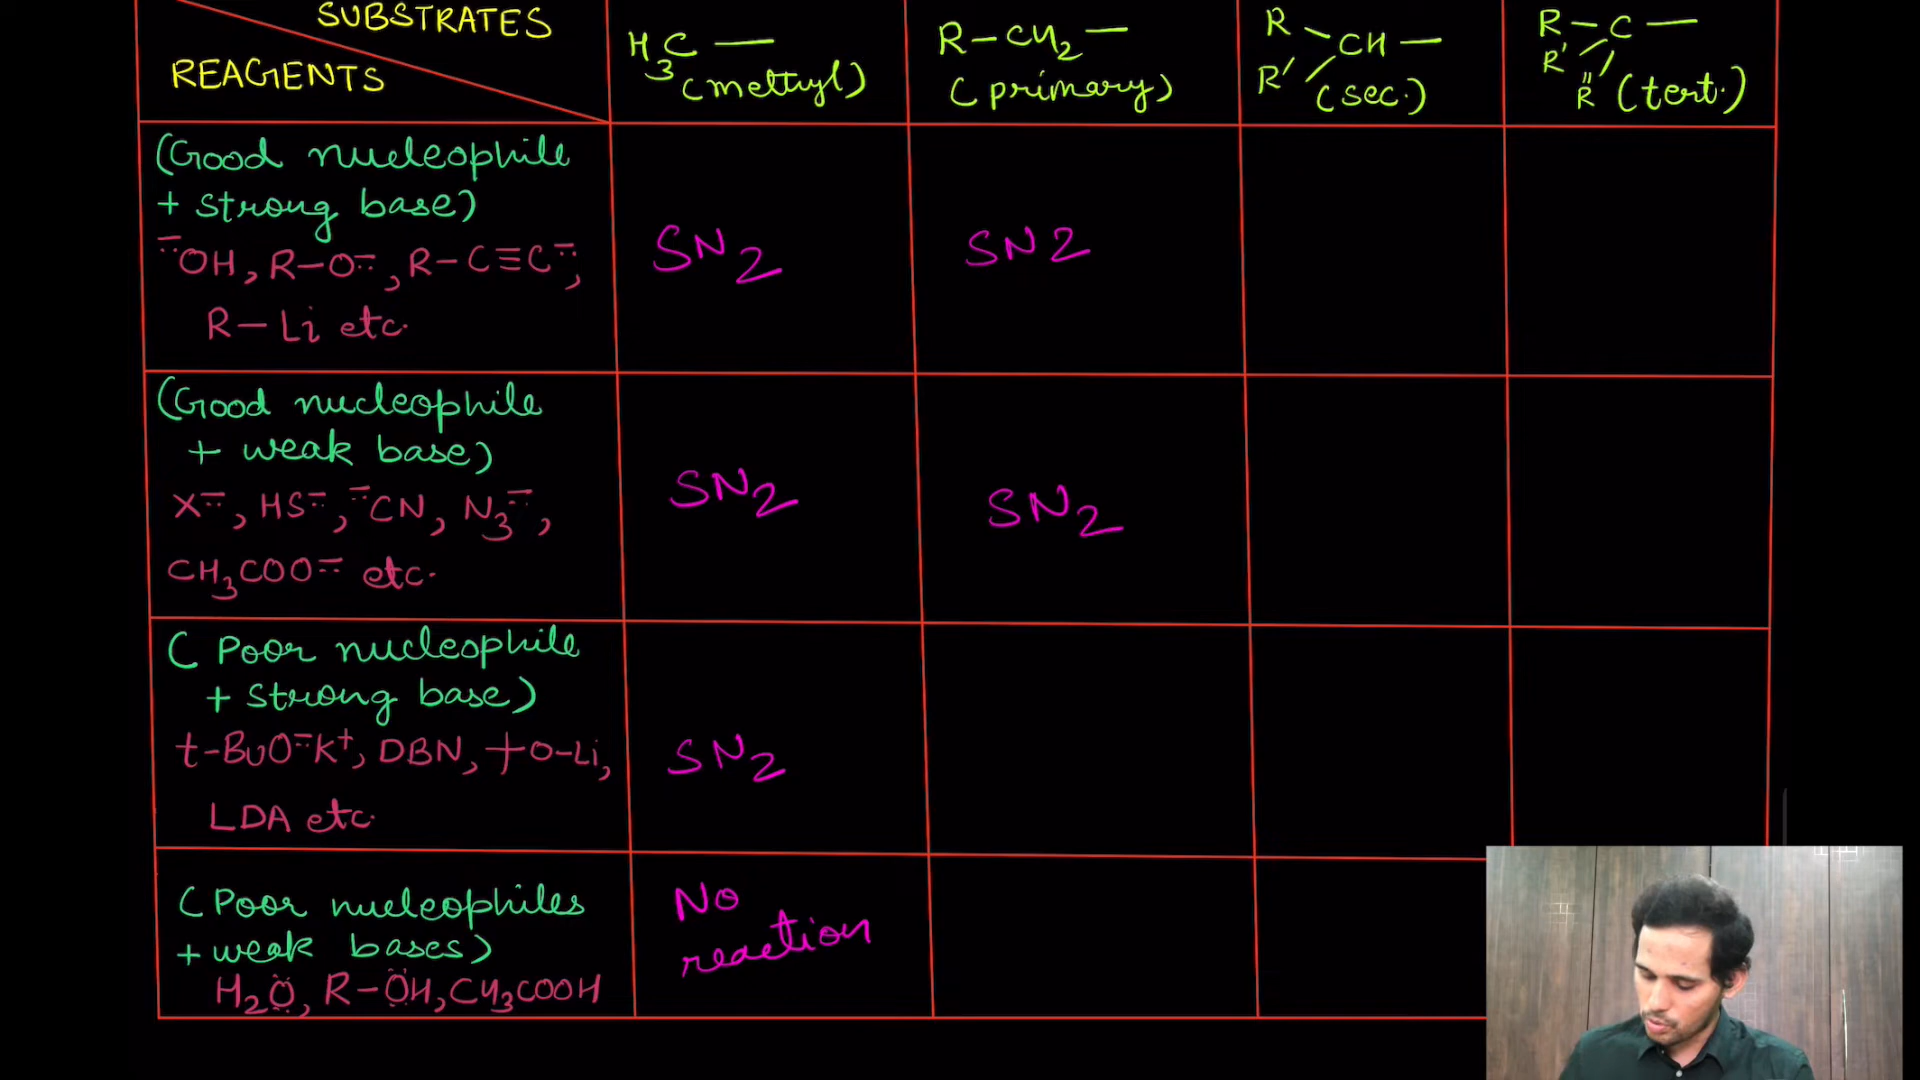 SUBSTRATES
REAGENTS
H3C —
(methyl)
R-CH2—
(primary)
R
R' CH —
(sec.)
R-C —
R'
R'' (tert.)
(Good nucleophile
+ strong base)
⁻:OH, R-O:⁻, R-C≡C:⁻,
R-Li etc.
SN2
SN2
(Good nucleophile
+ weak base)
X:⁻, HS:⁻, ⁻:CN, N3:⁻,
CH3COO:⁻ etc.
SN2
SN2
( Poor nucleophile
+ strong base)
t-BuO⁻K⁺, DBN, +O-Li,
LDA etc.
SN2
( Poor nucleophiles
+ weak bases)
H2O, R-OH, CH3COOH
No
reaction